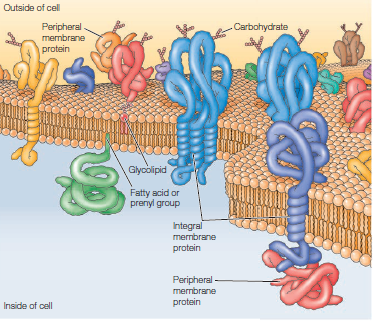 Outside of cell
Peripheral
membrane
protein
Carbohydrate
Glycolipid
Fatty acid or
prenyl group
Integral
membrane
protein
Peripheral
membrane
protein
Inside of cell